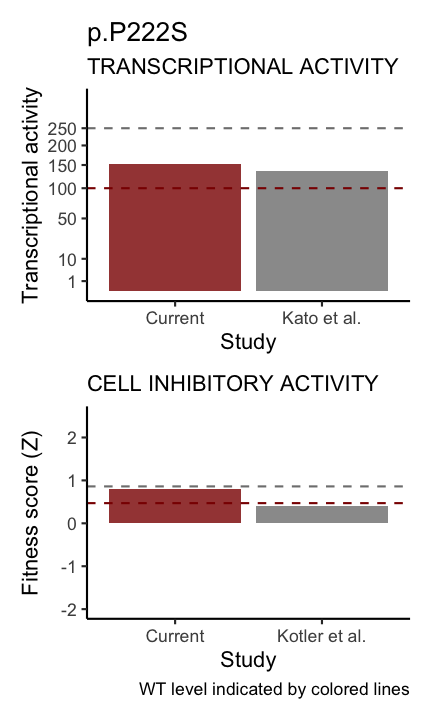 p.P222S
TRANSCRIPTIONAL ACTIVITY
Transcriptional activity
250
200
150
100
50
10
1
Current
Kato et al.
Study
CELL INHIBITORY ACTIVITY
Fitness score (Z)
2
1
0
-1
-2
Current
Kotler et al.
Study
WT level indicated by colored lines